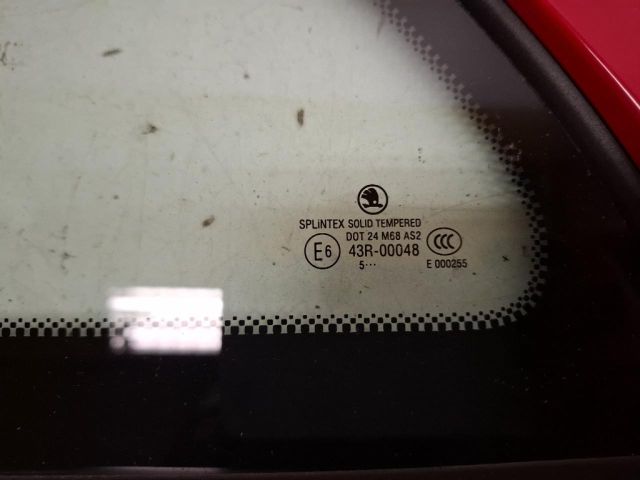 SPLiNTEX SOLID TEMPERED
DOT 24 M68 AS2
E6 43R-00048 CCC
5··· E 000255